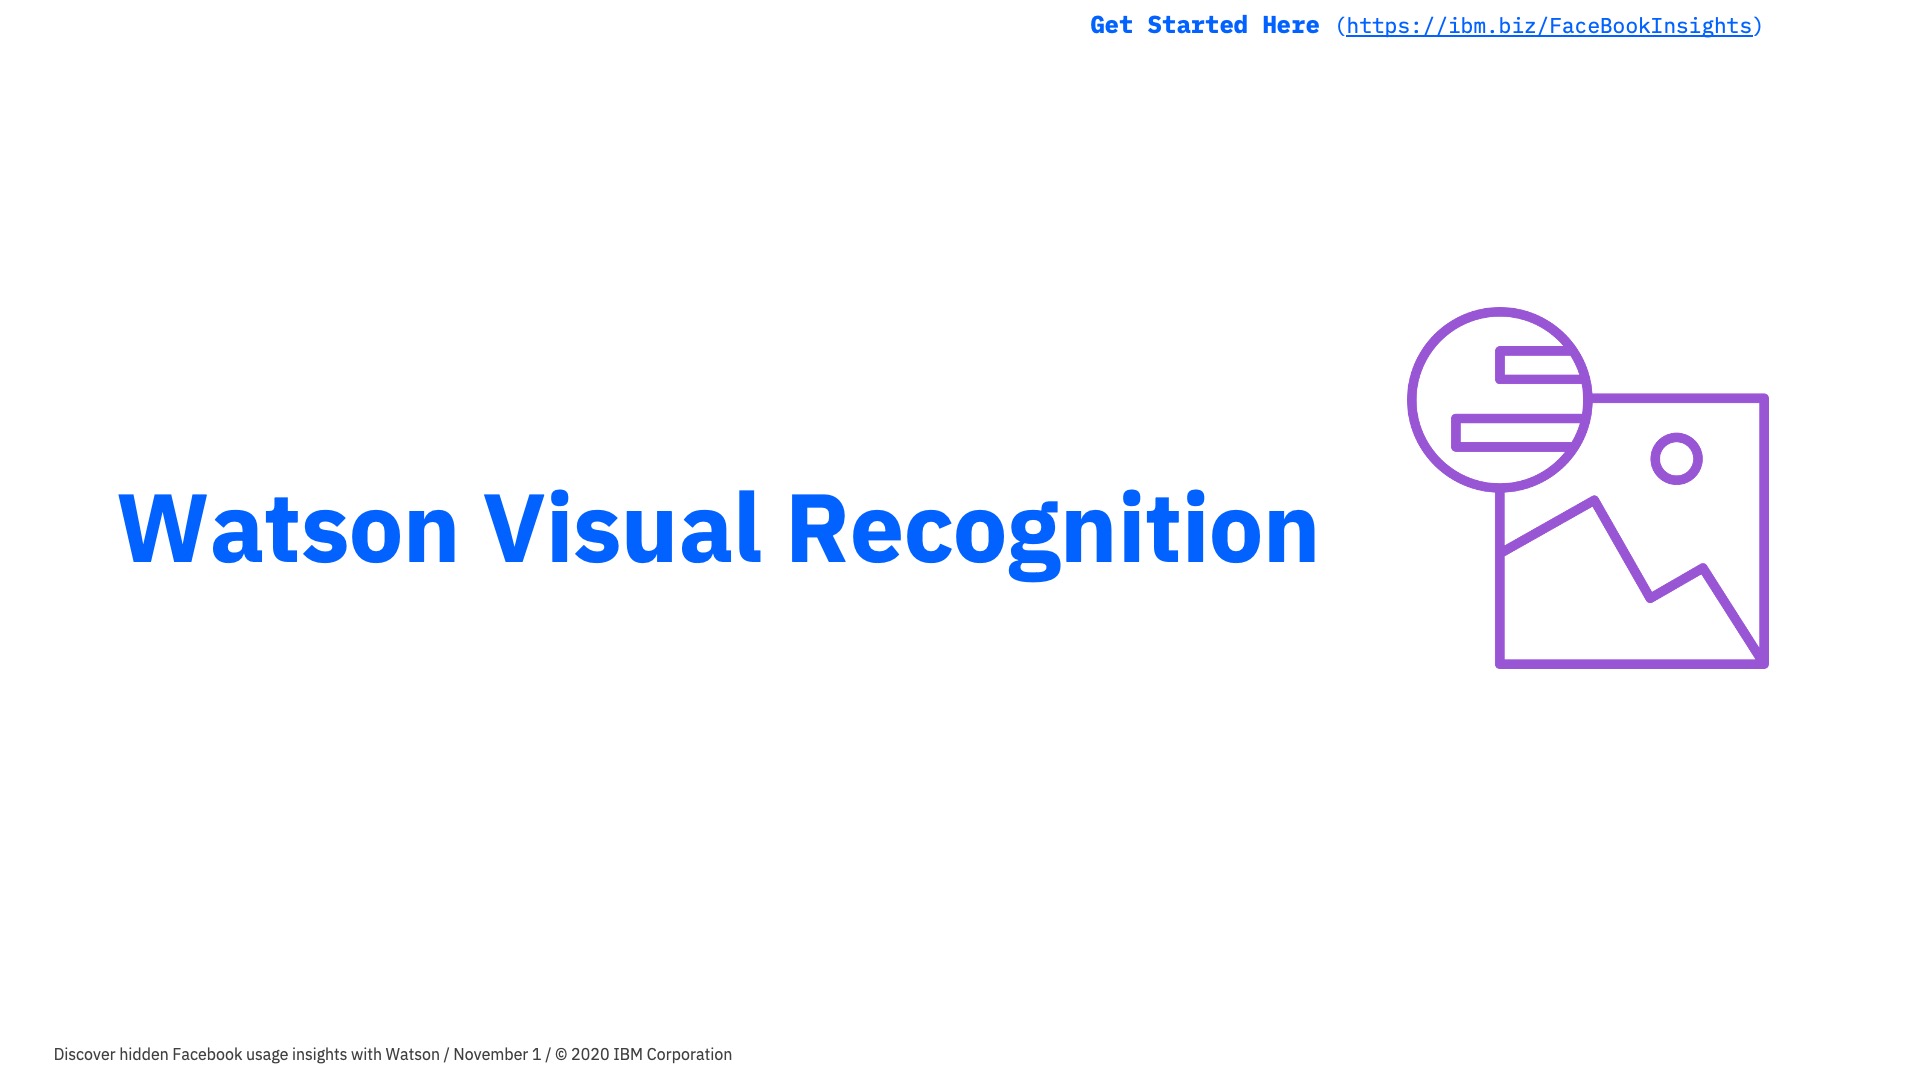 Get Started Here (https://ibm.biz/FaceBookInsights)
Watson Visual Recognition
Discover hidden Facebook usage insights with Watson / November 1 / © 2020 IBM Corporation